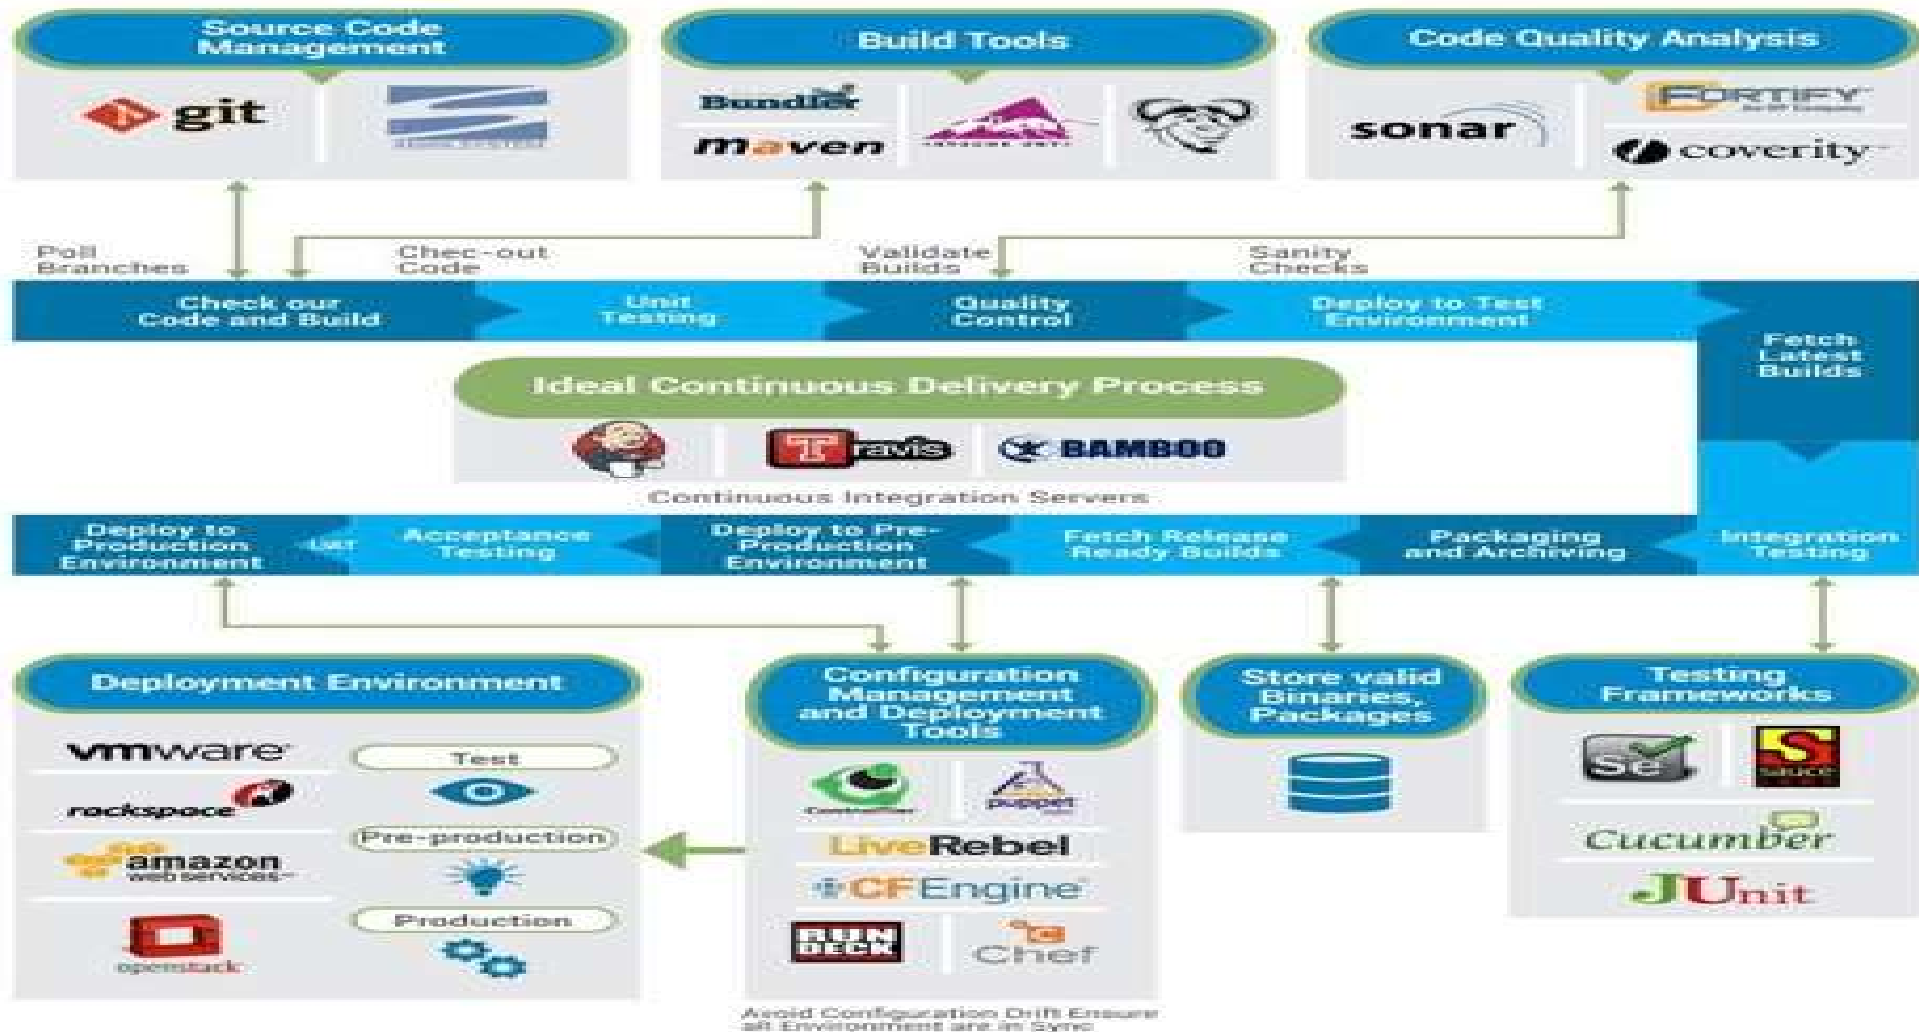 Source Code
Management
Build Tools
Code Quality Analysis
git
Bundler
maven
sonar
FORTIFY
coverity
Poll
Branches
Chec-out
Code
Validate
Builds
Sanity
Checks
Check our
Code and Build
Unit
Testing
Quality
Control
Deploy to Test
Environment
Fetch
Latest
Builds
Ideal Continuous Delivery Process
Travis
BAMBOO
Continuous Integration Servers
Deploy to
Production
Environment
Acceptance
Testing
Deploy to Pre-
Production
Environment
Fetch Release
Ready Builds
Packaging
and Archiving
Integration
Testing
Deployment Environment
Configuration
Management
and Deployment
Tools
Store valid
Binaries,
Packages
Testing
Frameworks
vmware
rockspace
amazon
webservices
openstack
Test
Pre-production
Production
puppet
LiveRebel
CFEngine
RUN
DECK
Chef
Se
S
Cucumber
JUnit
Avoid Configuration Drift Ensure
all Environment are in Sync